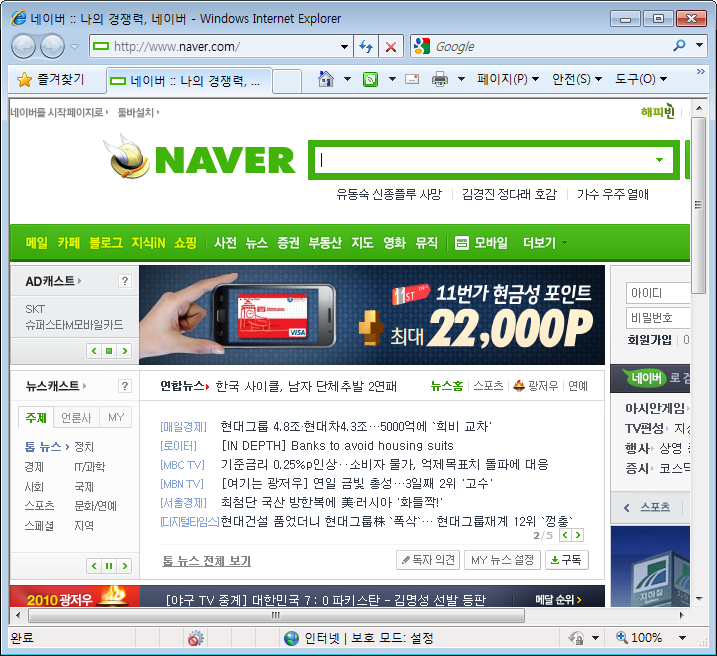 네이버 :: 나의 경쟁력, 네이버 - Windows Internet Explorer
http://www.naver.com/
Google
즐겨찾기
네이버 :: 나의 경쟁력, ...
페이지(P) 안전(S) 도구(O) »
네이버를 시작페이지로 툴바설치
해피빈
NAVER
유동숙 신종플루 사망 김경진 정다래 호감 가수 우주 열애
메일 카페 블로그 지식iN 쇼핑 사전 뉴스 증권 부동산 지도 영화 뮤직 모바일 더보기
AD캐스트 ?
SKT
슈퍼스타M모바일카드
VISA
11ST
11번가 현금성 포인트
최대 22,000P
아이디
비밀번호
회원가입
뉴스캐스트 ?
연합뉴스 한국 사이클, 남자 단체추발 2연패
뉴스홈 스포츠 광저우 연예
네이버 로
주제 언론사 MY
톱 뉴스 정치
경제 IT/과학
사회 국제
스포츠 문화/연예
스페셜 지역
[매일경제] 현대그룹 4.8조·현대차4.3조…5000억에 `희비 교차'
[로이터] [IN DEPTH] Banks to avoid housing suits
[MBC TV] 기준금리 0.25%p인상‥소비자 물가, 억제목표치 돌파에 대응
[MBN TV] [여기는 광저우] 연일 금빛 총성…3일째 2위 `고수'
[서울경제] 최첨단 국산 방한복에 美·러시아 '화들짝!'
[디지털타임스] 현대건설 품었더니 현대그룹株 `폭삭`… 현대그룹재계 12위 `껑충`
2/5
톱 뉴스 전체 보기
독자 의견 MY 뉴스 설정 구독
아시안게임
TV편성
행사 상영
증시 코스닥
스포츠
지하철
2010 광저우
[야구 TV 중계] 대한민국 7 : 0 파키스탄 - 김명성 선발 등판
메달 순위
완료
인터넷 | 보호 모드: 설정
100%